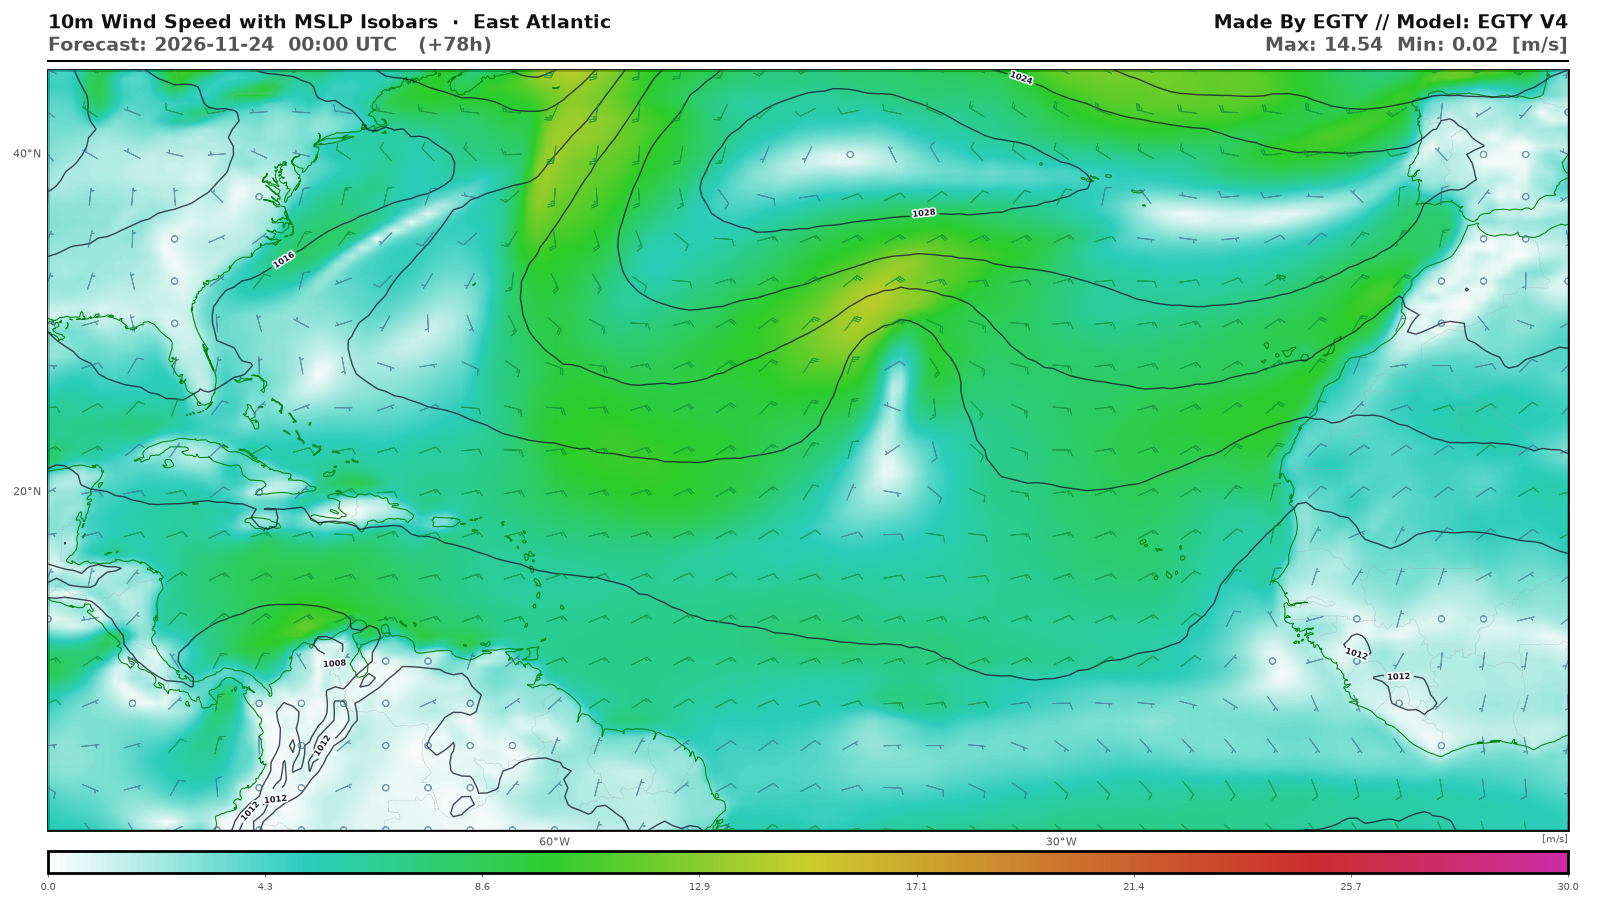 10m Wind Speed with MSLP Isobars · East Atlantic
Made By EGTY // Model: EGTY V4
Forecast: 2026-11-24 00:00 UTC (+78h)
Max: 14.54 Min: 0.02 [m/s]
1024
40°N
1028
1016
20°N
1012
1008
1012
1012
1012
1012
60°W
30°W
[m/s]
0.0
4.3
8.6
12.9
17.1
21.4
25.7
30.0